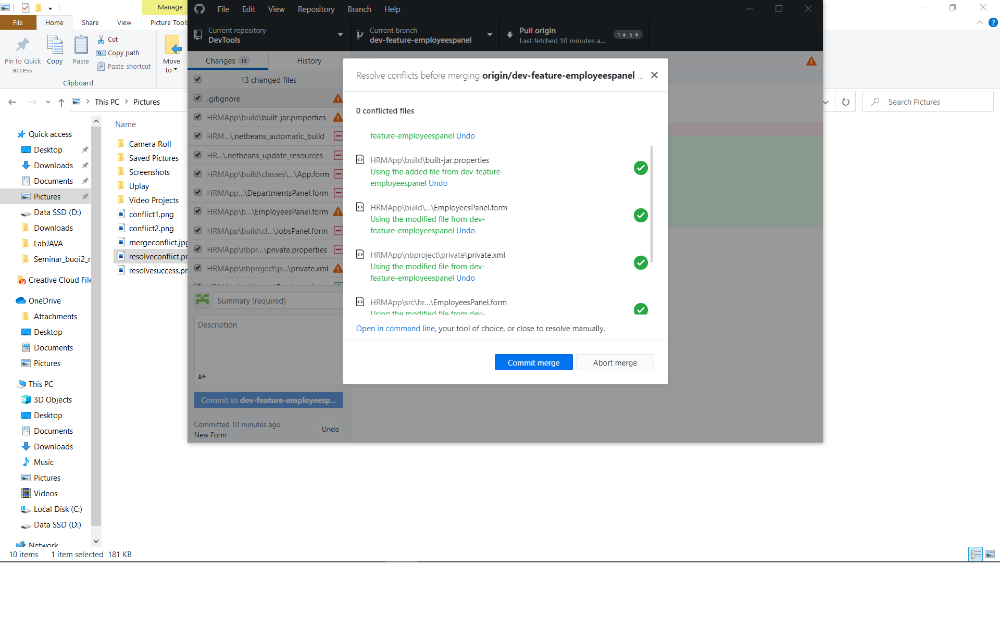 Manage
File
Home
Share
View
Picture Tools
Pin to Quick
access
Copy
Paste
Cut
Copy path
Paste shortcut
Move
to
Clipboard
This PC
Pictures
Search Pictures
Quick access
Desktop
Downloads
Documents
Pictures
Data SSD (D:)
Downloads
LabJAVA
Seminar_buoi2_r
Creative Cloud File
OneDrive
Attachments
Desktop
Documents
Pictures
This PC
3D Objects
Desktop
Documents
Downloads
Music
Pictures
Videos
Local Disk (C:)
Data SSD (D:)
Network
Name
Camera Roll
Saved Pictures
Screenshots
Uplay
Video Projects
conflict1.png
conflict2.png
mergeconflict.jpg
resolveconflict.pr
resolvesuccess.pr
10 items
1 item selected
181 KB
File Edit View Repository Branch Help
Current repository
DevTools
Current branch
dev-feature-employeespanel
Pull origin
Last fetched 10 minutes a...
1 5
Changes 13
History
13 changed files
.gitignore
HRMApp\build\built-jar.properties
HRM...\.netbeans_automatic_build
HR...\.netbeans_update_resources
HRMApp\build\classes\...\App.form
HRMApp...\DepartmentsPanel.form
HRMApp\b...\EmployeesPanel.form
HRMApp\build\cl...\JobsPanel.form
HRMApp\nbpr...\private.properties
HRMApp\nbproject\p...\private.xml
Summary (required)
Description
Commit to dev-feature-employeesp...
Committed 10 minutes ago
New Form
Undo
Resolve conflicts before merging origin/dev-feature-employeespanel ...
0 conflicted files
feature-employeespanel Undo
HRMApp\build\built-jar.properties
Using the added file from dev-feature-
employeespanel Undo
HRMApp\build\...\EmployeesPanel.form
Using the modified file from dev-
feature-employeespanel Undo
HRMApp\nbproject\private\private.xml
Using the modified file from dev-
feature-employeespanel Undo
HRMApp\src\hr...\EmployeesPanel.form
Using the modified file from dev-
Open in command line, your tool of choice, or close to resolve manually.
Commit merge
Abort merge